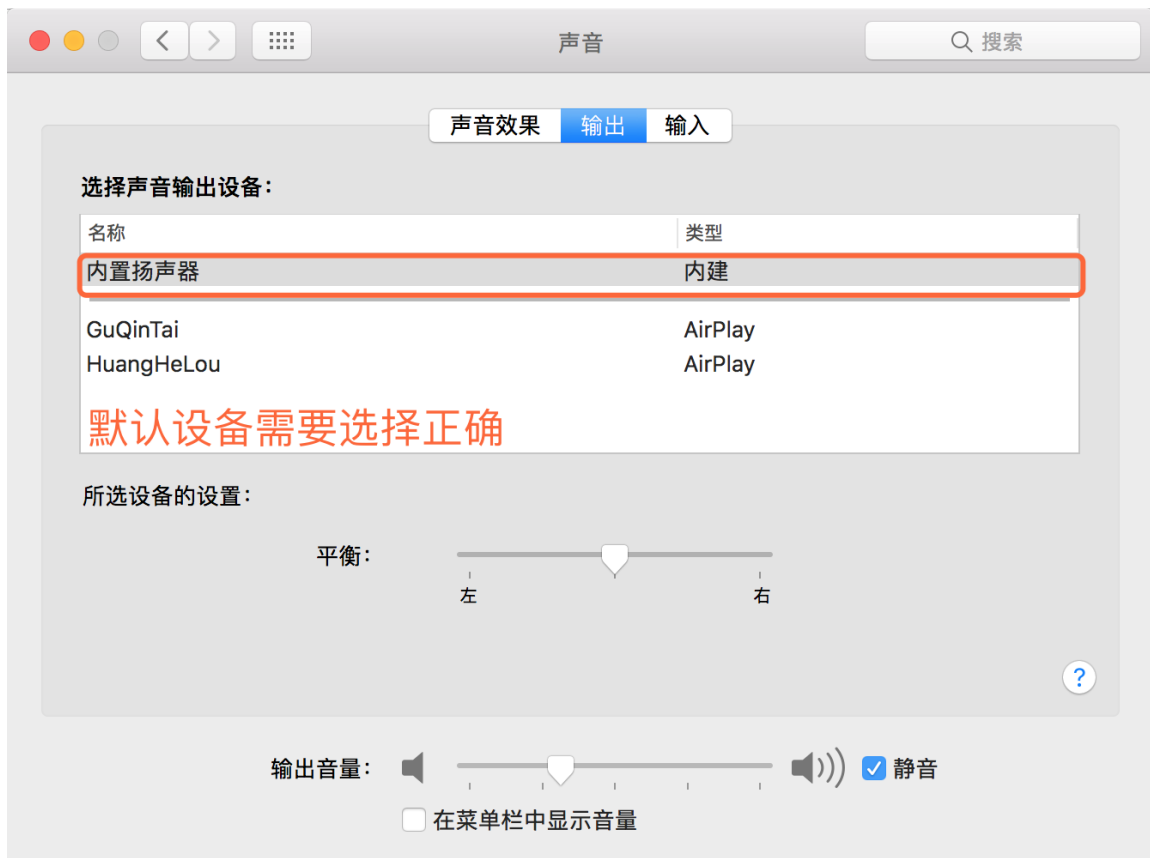 声音
搜索
声音效果 输出 输入
选择声音输出设备：
名称 类型
内置扬声器 内建
GuQinTai AirPlay
HuangHeLou AirPlay
默认设备需要选择正确
所选设备的设置：
平衡：
左 右
?
输出音量： 静音
在菜单栏中显示音量